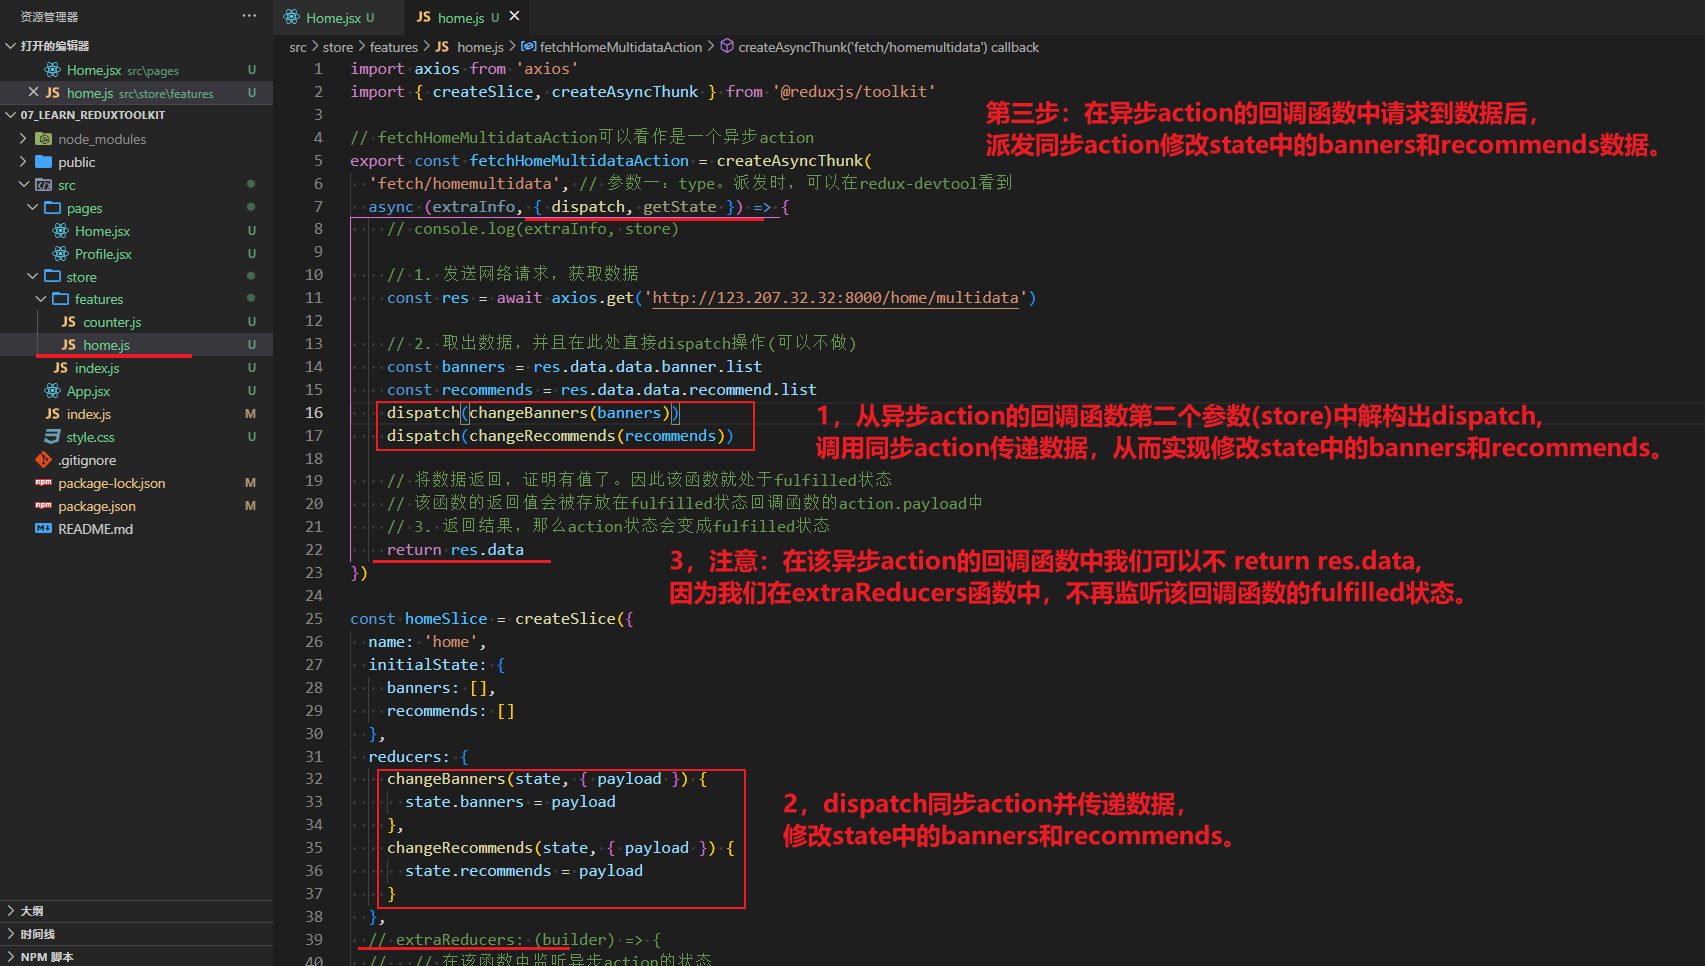 资源管理器
打开的编辑器
Home.jsx src\pages U
home.js src\store\features U
07_LEARN_REDUXTOOLKIT
node_modules
public
src
pages
Home.jsx U
Profile.jsx U
store
features
counter.js U
home.js U
index.js U
App.jsx U
index.js M
style.css U
.gitignore
package-lock.json M
package.json M
README.md
大纲
时间线
NPM 脚本
Home.jsx U
JS home.js U
src > store > features > JS home.js > fetchHomeMultidataAction > createAsyncThunk('fetch/homemultidata') callback
1 import axios from 'axios'
2 import { createSlice, createAsyncThunk } from '@reduxjs/toolkit'
3
4 // fetchHomeMultidataAction可以看作是一个异步action
5 export const fetchHomeMultidataAction = createAsyncThunk(
6 'fetch/homemultidata', // 参数一：type。派发时，可以在redux-devtool看到
7 async (extraInfo, { dispatch, getState }) => {
8 // console.log(extraInfo, store)
9
10 // 1. 发送网络请求，获取数据
11 const res = await axios.get('http://123.207.32.32:8000/home/multidata')
12
13 // 2. 取出数据，并且在此处直接dispatch操作(可以不做)
14 const banners = res.data.data.banner.list
15 const recommends = res.data.data.recommend.list
16 dispatch(changeBanners(banners))
17 dispatch(changeRecommends(recommends))
18
19 // 将数据返回，证明有值了。因此该函数就处于fulfilled状态
20 // 该函数的返回值会被存放在fulfilled状态回调函数的action.payload中
21 // 3. 返回结果，那么action状态会变成fulfilled状态
22 return res.data
23 })
24
25 const homeSlice = createSlice({
26 name: 'home',
27 initialState: {
28 banners: [],
29 recommends: []
30 },
31 reducers: {
32 changeBanners(state, { payload }) {
33 state.banners = payload
34 },
35 changeRecommends(state, { payload }) {
36 state.recommends = payload
37 }
38 },
39 // extraReducers: (builder) => {
40 // // 在该函数中监听异步action的状态
第三步：在异步action的回调函数中请求到数据后，
派发同步action修改state中的banners和recommends数据。
1，从异步action的回调函数第二个参数(store)中解构出dispatch,
调用同步action传递数据，从而实现修改state中的banners和recommends。
3，注意：在该异步action的回调函数中我们可以不 return res.data,
因为我们在extraReducers函数中，不再监听该回调函数的fulfilled状态。
2，dispatch同步action并传递数据，
修改state中的banners和recommends。